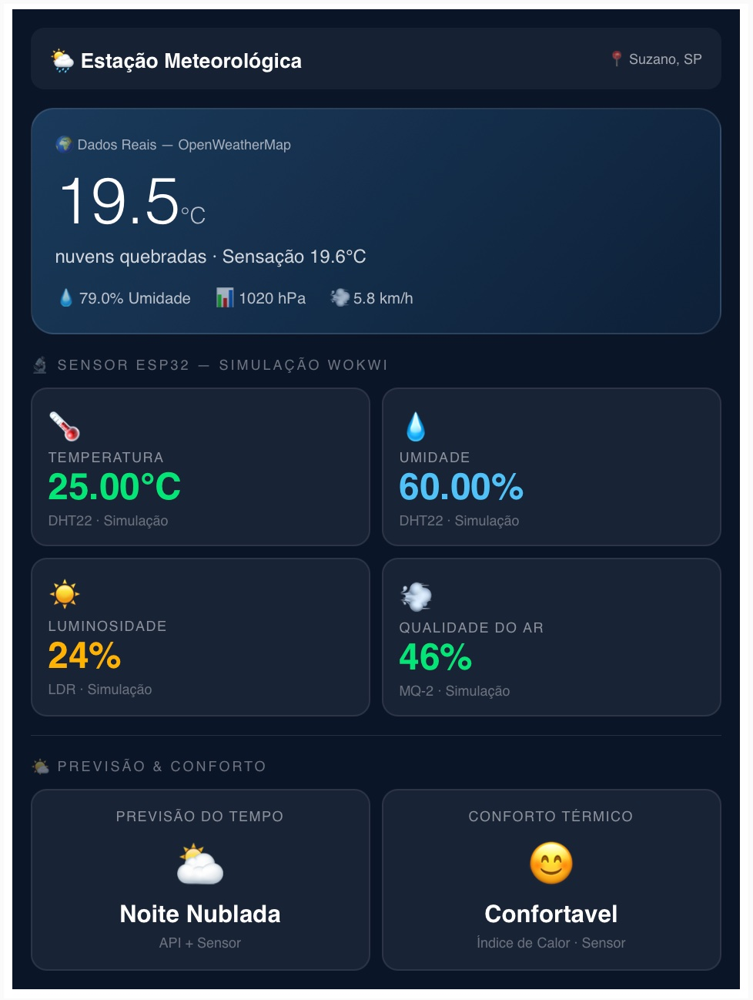 Estação Meteorológica
Suzano, SP
Dados Reais — OpenWeatherMap
19.5°C
nuvens quebradas · Sensação 19.6°C
79.0% Umidade 1020 hPa 5.8 km/h
SENSOR ESP32 — SIMULAÇÃO WOKWI
TEMPERATURA
25.00°C
DHT22 · Simulação
UMIDADE
60.00%
DHT22 · Simulação
LUMINOSIDADE
24%
LDR · Simulação
QUALIDADE DO AR
46%
MQ-2 · Simulação
PREVISÃO & CONFORTO
PREVISÃO DO TEMPO
Noite Nublada
API + Sensor
CONFORTO TÉRMICO
Confortavel
Índice de Calor · Sensor